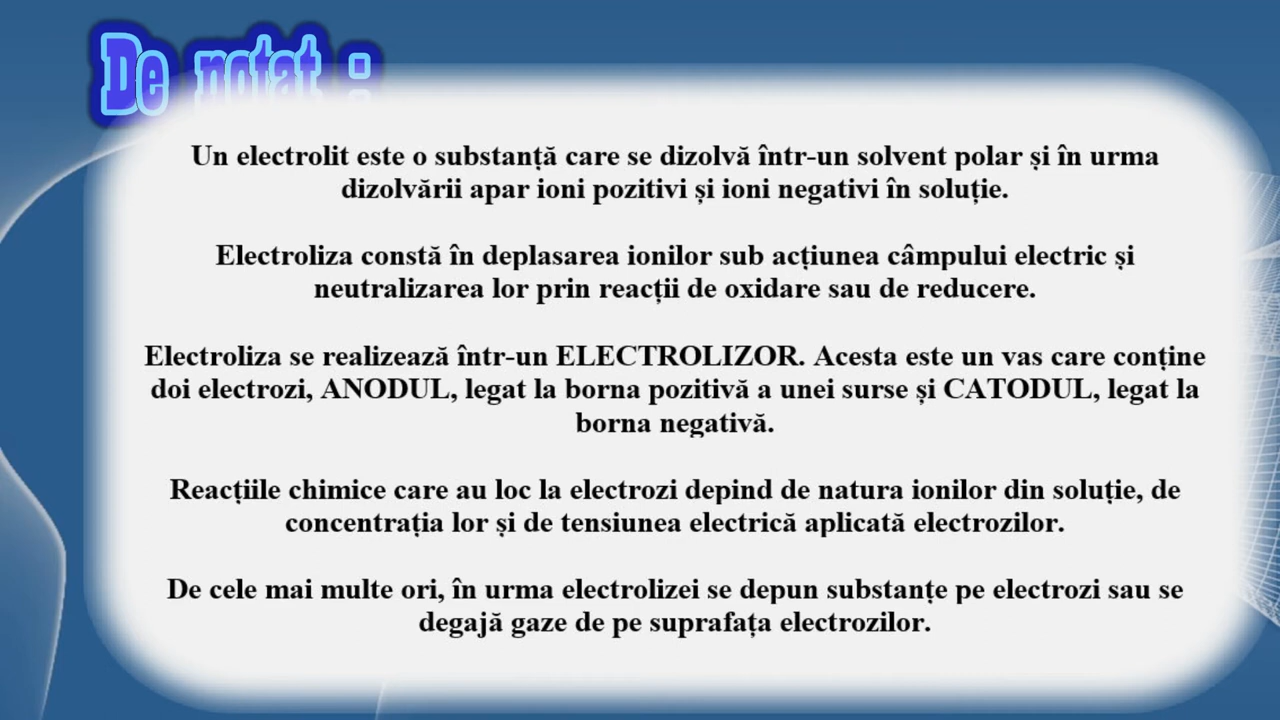 De notat :
Un electrolit este o substanță care se dizolvă într-un solvent polar și în urma
dizolvării apar ioni pozitivi și ioni negativi în soluție.
Electroliza constă în deplasarea ionilor sub acțiunea câmpului electric și
neutralizarea lor prin reacții de oxidare sau de reducere.
Electroliza se realizează într-un ELECTROLIZOR. Acesta este un vas care conține
doi electrozi, ANODUL, legat la borna pozitivă a unei surse și CATODUL, legat la
borna negativă.
Reacțiile chimice care au loc la electrozi depind de natura ionilor din soluție, de
concentrația lor și de tensiunea electrică aplicată electrozilor.
De cele mai multe ori, în urma electrolizei se depun substanțe pe electrozi sau se
degajă gaze de pe suprafața electrozilor.